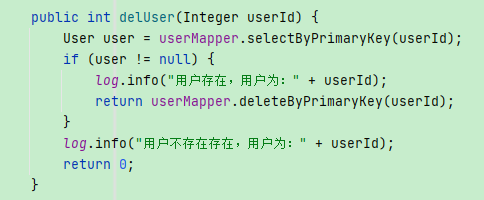 public int delUser(Integer userId) {
User user = userMapper.selectByPrimaryKey(userId);
if (user != null) {
log.info("用户存在，用户为：" + userId);
return userMapper.deleteByPrimaryKey(userId);
}
log.info("用户不存在存在，用户为：" + userId);
return 0;
}